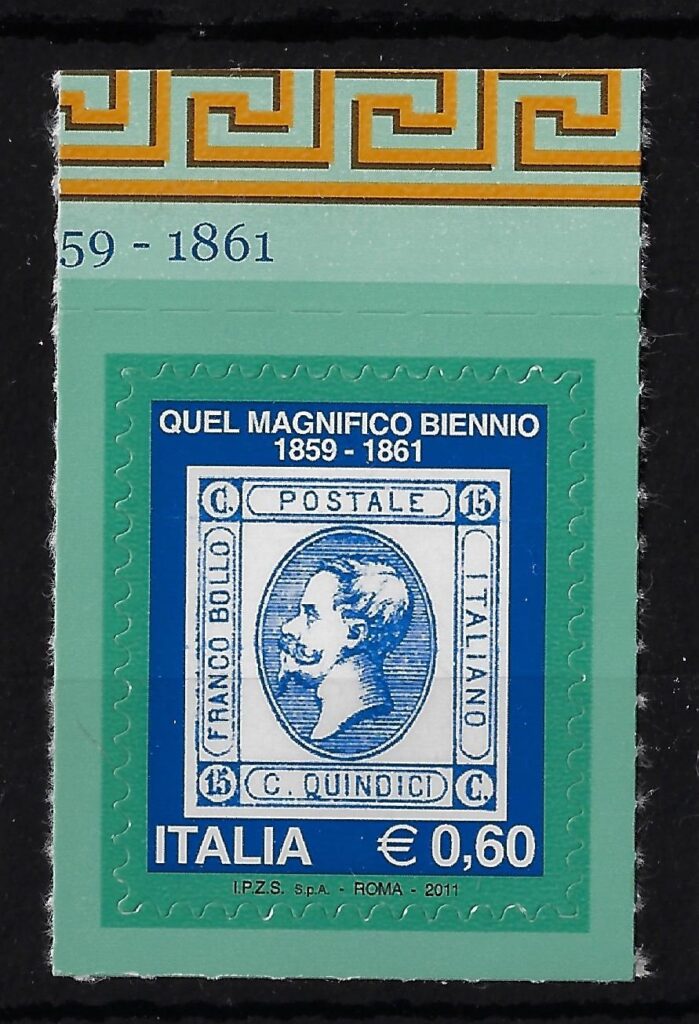 59 - 1861
QUEL MAGNIFICO BIENNIO
1859 - 1861
C. POSTALE 15
FRANCO BOLLO
ITALIANO
15 C. QUINDICI C.
ITALIA € 0,60
I.P.Z.S. S.p.A. - ROMA - 2011